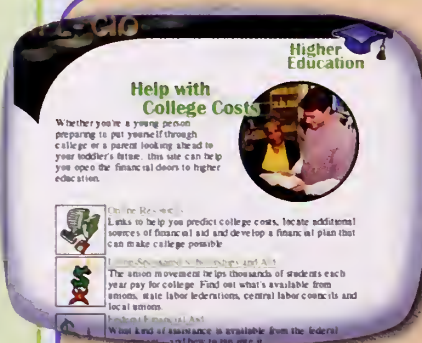 AFL-CIO
Higher
Education
Help with
College Costs
Whether you're a young person
preparing to put yourself through
college or a parent looking ahead to
your toddler's future, this site can help
you open the financial doors to higher
education.
Links to help you predict college costs, locate additional
sources of financial aid and develop a financial plan that
can make college possible
The union movement helps thousands of students each
year pay for college. Find out what's available from
unions, state labor federations, central labor councils and
local unions.
Federal Financial Aid
What kind of assistance is available from the federal